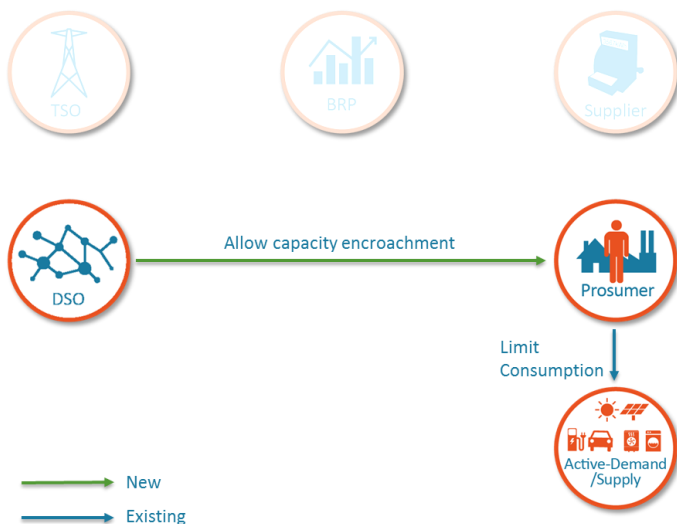 TSO
BRP
Supplier
Allow capacity encroachment
DSO
Prosumer
Limit
Consumption
Active-Demand
/Supply
New
Existing